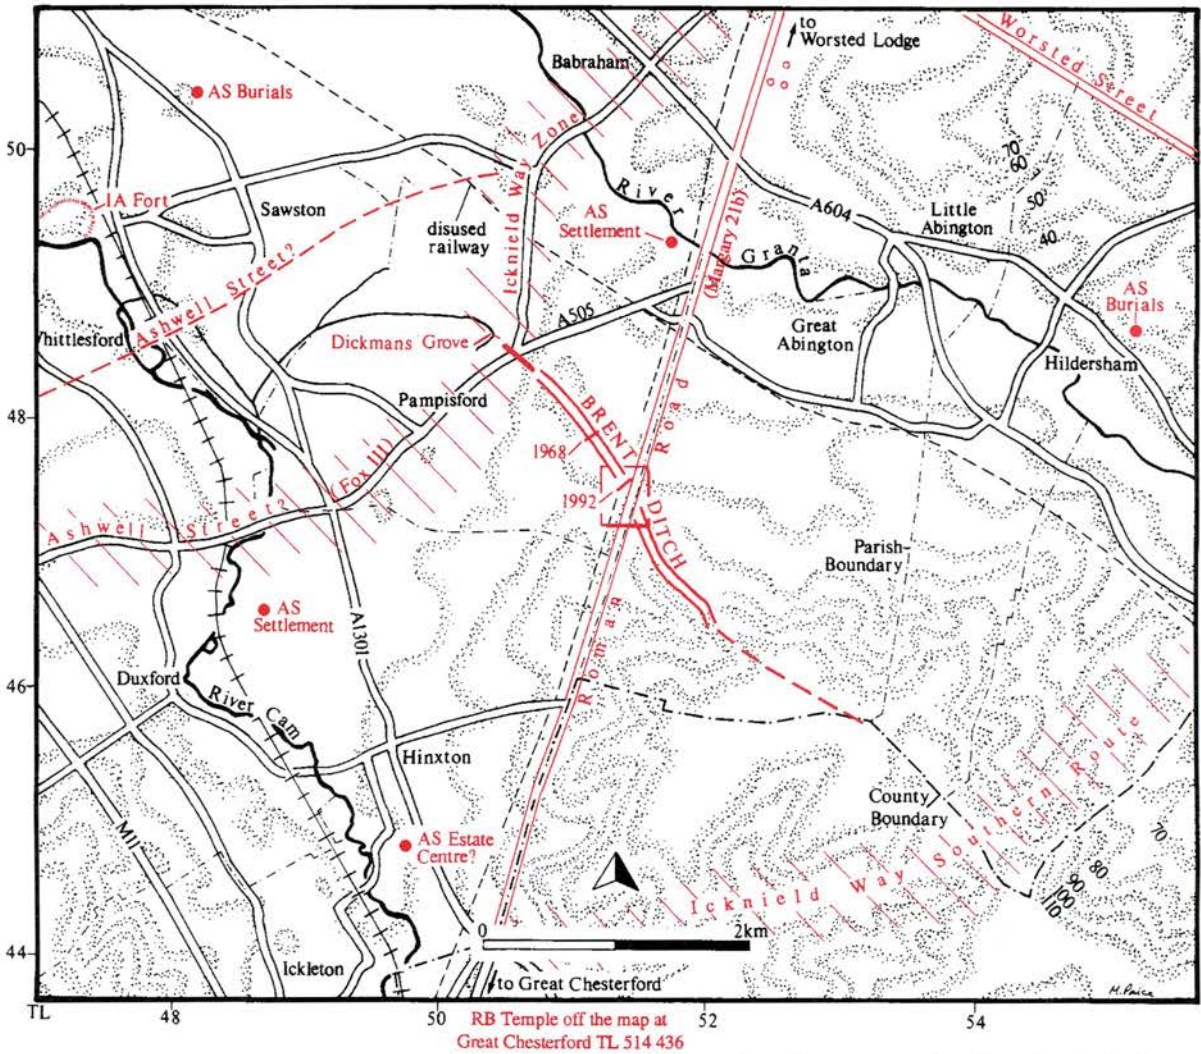 to
Worsted Lodge
Worsted Street
Babraham
AS Burials
50
Icknield Way Zone
70
60
50
40
IA Fort
Sawston
AS
Settlement
River Granta
A604
Little
Abington
disused
railway
(Margary 21b)
AS
Burials
Ashwell Street?
Whittlesford
A505
Great
Abington
Dickmans Grove
Hildersham
Pampisford
48
BRENT DITCH
Roman Road
1968
(Fox III)
1992
Ashwell Street?
Parish-
Boundary
AS
Settlement
A1301
46
Duxford
River Cam
Hinxton
County
Boundary
M11
AS Estate
Centre?
Icknield Way Southern Route
70
80
90
100
110
0
2km
44
Ickleton
to Great Chesterford
M. Paice
TL
48
50
52
54
RB Temple off the map at
Great Chesterford TL 514 436